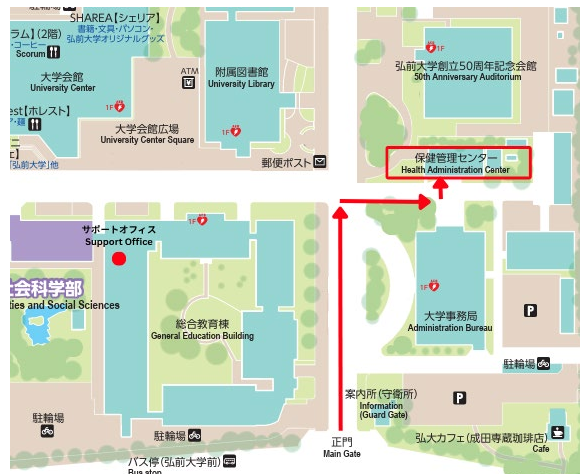 SHAREA【シェリア】
書籍・文具・パソコン・
弘前大学オリジナルグッズ
ラム】(2階)
・コーヒー
Scorum
大学会館
University Center
1F
ATM
附属図書館
University Library
1F
est【ホレスト】
・麺
大学会館広場
University Center Square
「弘前大学」他
郵便ポスト
1F
弘前大学創立50周年記念会館
50th Anniversary Auditorium
保健管理センター
Health Administration Center
サポートオフィス
Support Office
1F
社会科学部
ties and Social Sciences
総合教育棟
General Education Building
1F
大学事務局
Administration Bureau
P
駐輪場
案内所(守衛所)
Information
(Guard Gate)
P
駐輪場
駐輪場
正門
Main Gate
弘大カフェ(成田専蔵珈琲店)
Cafe
バス停(弘前大学前)
Bus stop